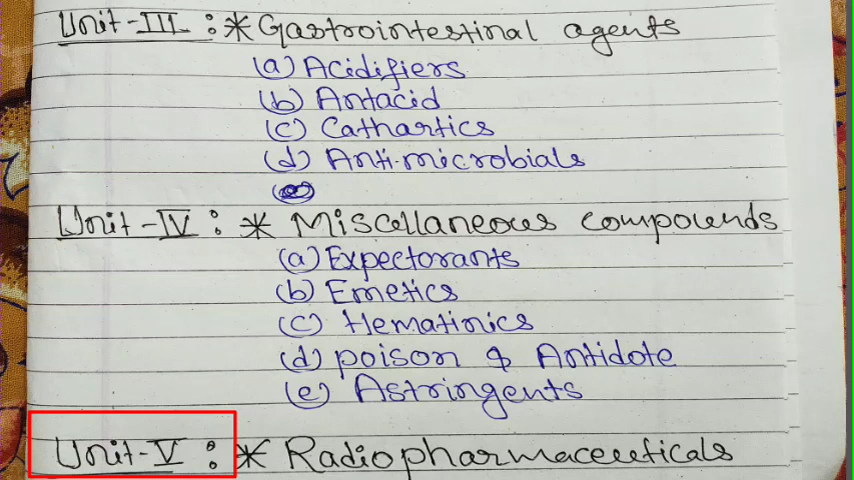 Unit-III : * Gastrointestinal agents
(a) Acidifiers
(b) Antacid
(c) Cathartics
(d) Anti-microbials
Unit-IV : * Miscellaneous compounds
(a) Expectorants
(b) Emetics
(c) Hematinics
(d) poison & Antidote
(e) Astringents
Unit-V : * Radiopharmaceuticals